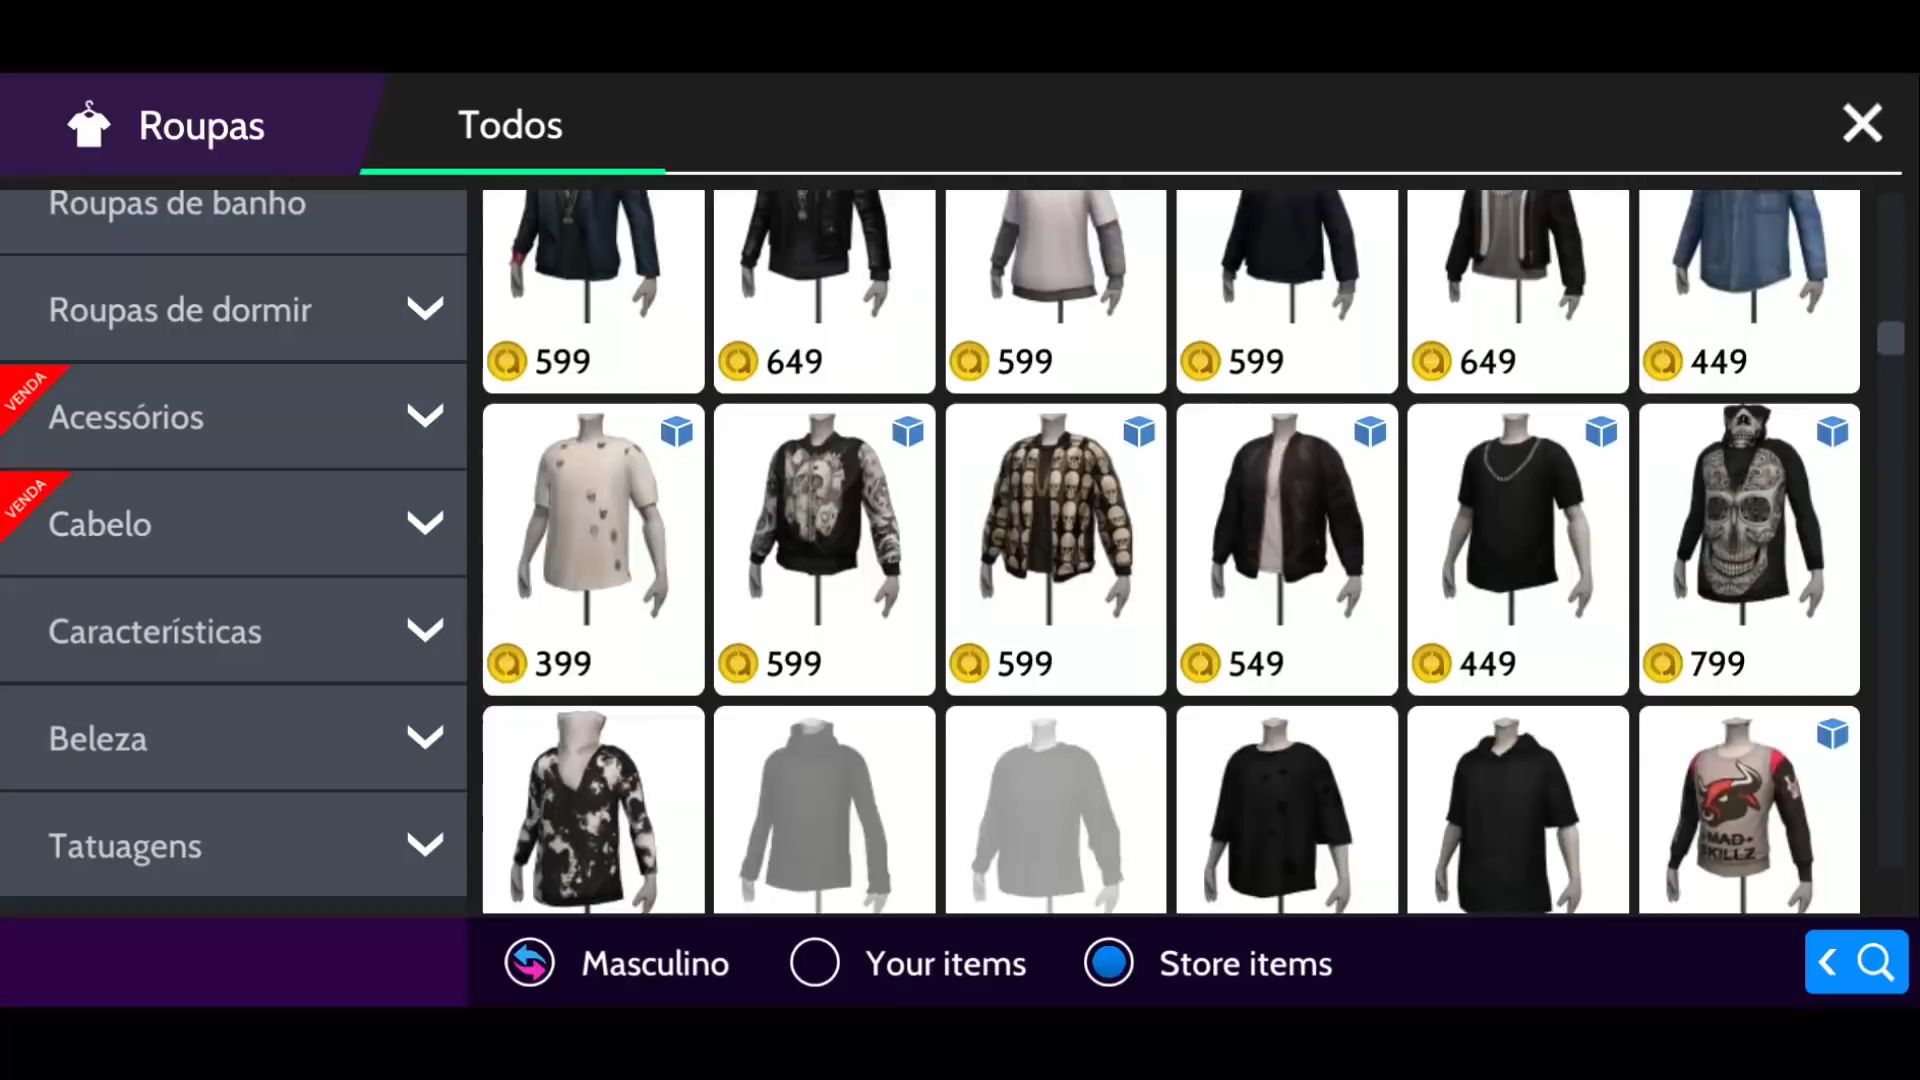 Roupas
Todos
Roupas de banho
Roupas de dormir
VENDA
Acessórios
VENDA
Cabelo
Características
Beleza
Tatuagens
599
649
599
599
649
449
399
599
599
549
449
799
MAD+
SKILLZ
Masculino
Your items
Store items